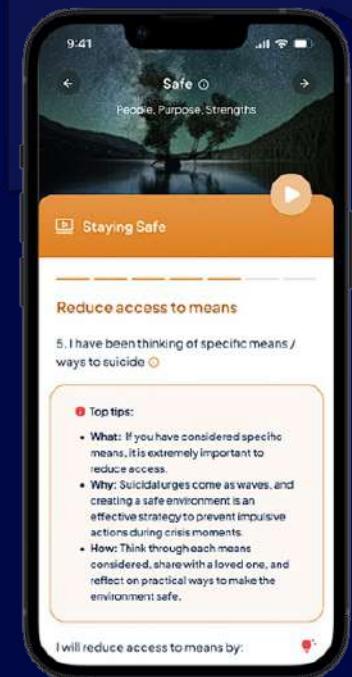 9:41
Safe
People, Purpose, Strengths
Staying Safe
Reduce access to means
5. I have been thinking of specific means /
ways to suicide
Top tips:
• What: If you have considered specific
means, it is extremely important to
reduce access.
• Why: Suicidal urges come as waves, and
creating a safe environment is an
effective strategy to prevent impulsive
actions during crisis moments.
• How: Think through each means
considered, share with a loved one, and
reflect on practical ways to make the
environment safe.
I will reduce access to means by: